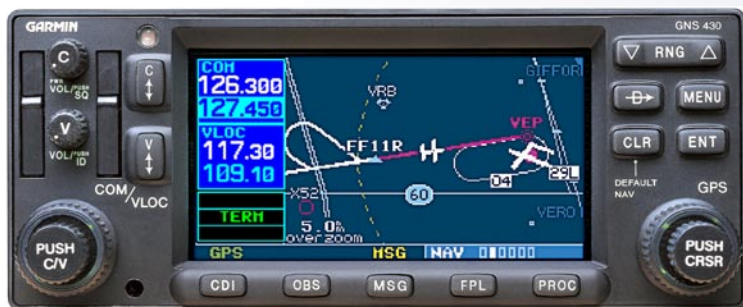 GARMIN
GNS 430
C
PWR
VOL/PUSH SQ
V
VOL/PUSH ID
C
V
COM/VLOC
PUSH C/V
COM
126.300
127.450
VLOC
117.30
109.10
TERM
GPS
MSG
NAV
GIFFOR
VRB
VEP
FF11R
04
29L
X52
60
VERO
5.0
overzoom
RNG
D
MENU
CLR
ENT
DEFAULT NAV
GPS
PUSH CRSR
CDI
OBS
MSG
FPL
PROC